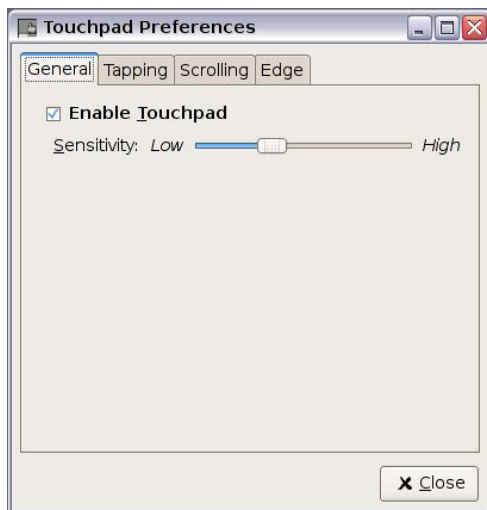 Touchpad Preferences
General Tapping Scrolling Edge
Enable Touchpad
Sensitivity: Low High
Close